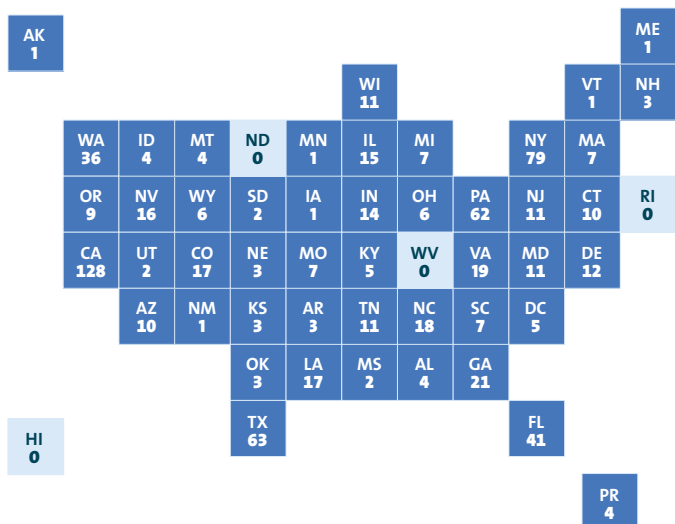 AK
1
ME
1
WI
11
VT
1
NH
3
WA
36
ID
4
MT
4
ND
0
MN
1
IL
15
MI
7
NY
79
MA
7
OR
9
NV
16
WY
6
SD
2
IA
1
IN
14
OH
6
PA
62
NJ
11
CT
10
RI
0
CA
128
UT
2
CO
17
NE
3
MO
7
KY
5
WV
0
VA
19
MD
11
DE
12
AZ
10
NM
1
KS
3
AR
3
TN
11
NC
18
SC
7
DC
5
OK
3
LA
17
MS
2
AL
4
GA
21
HI
0
TX
63
FL
41
PR
4